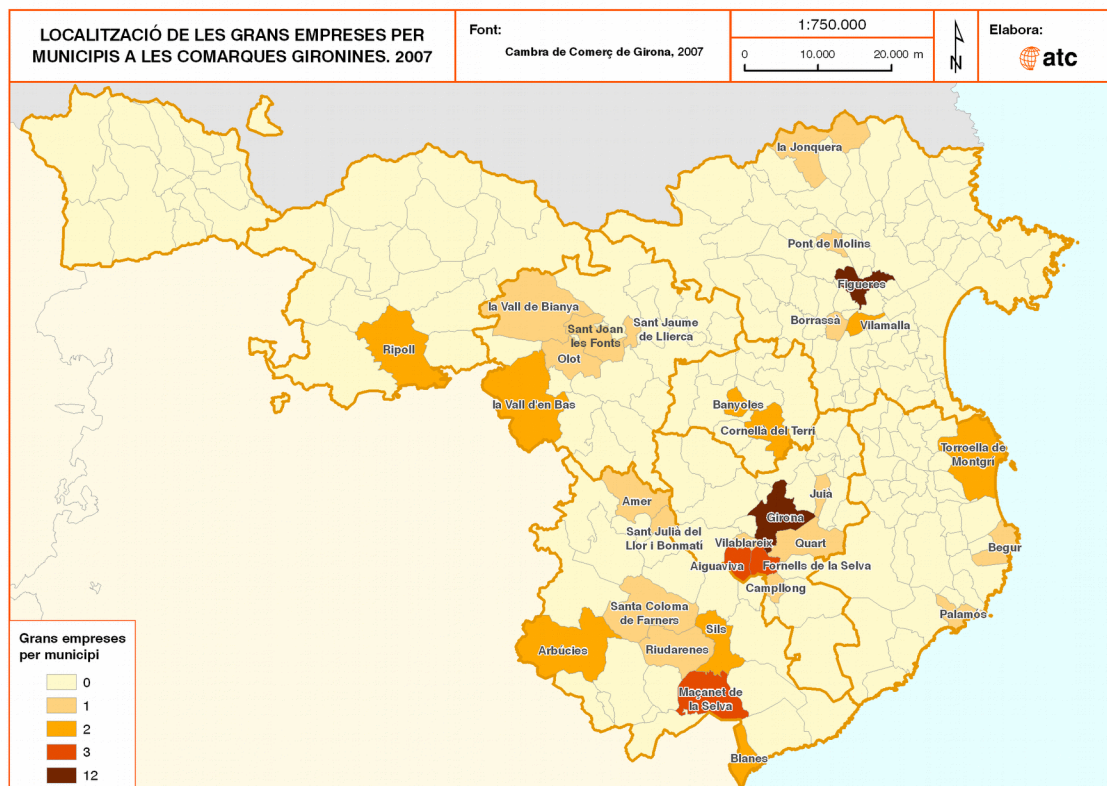 LOCALITZACIÓ DE LES GRANS EMPRESES PER
MUNICIPIS A LES COMARQUES GIRONINES. 2007
Font:
Cambra de Comerç de Girona, 2007
1:750.000
0 10.000 20.000 m
N
Elabora:
atc
la Jonquera
Pont de Molins
Figueres
Borrassà
Vilamalla
la Vall de Bianya
Sant Joan
les Fonts
Sant Jaume
de Llierca
Ripoll
Olot
la Vall d'en Bas
Banyoles
Cornellà del Terri
Torroella de
Montgrí
Amer
Juià
Girona
Sant Julià del
Llor i Bonmatí
Vilablareix
Quart
Begur
Aiguaviva
Fornells de la Selva
Campllong
Santa Coloma
de Farners
Palamós
Sils
Arbúcies
Riudarenes
Maçanet de
la Selva
Blanes
Grans empreses
per municipi
0
1
2
3
12